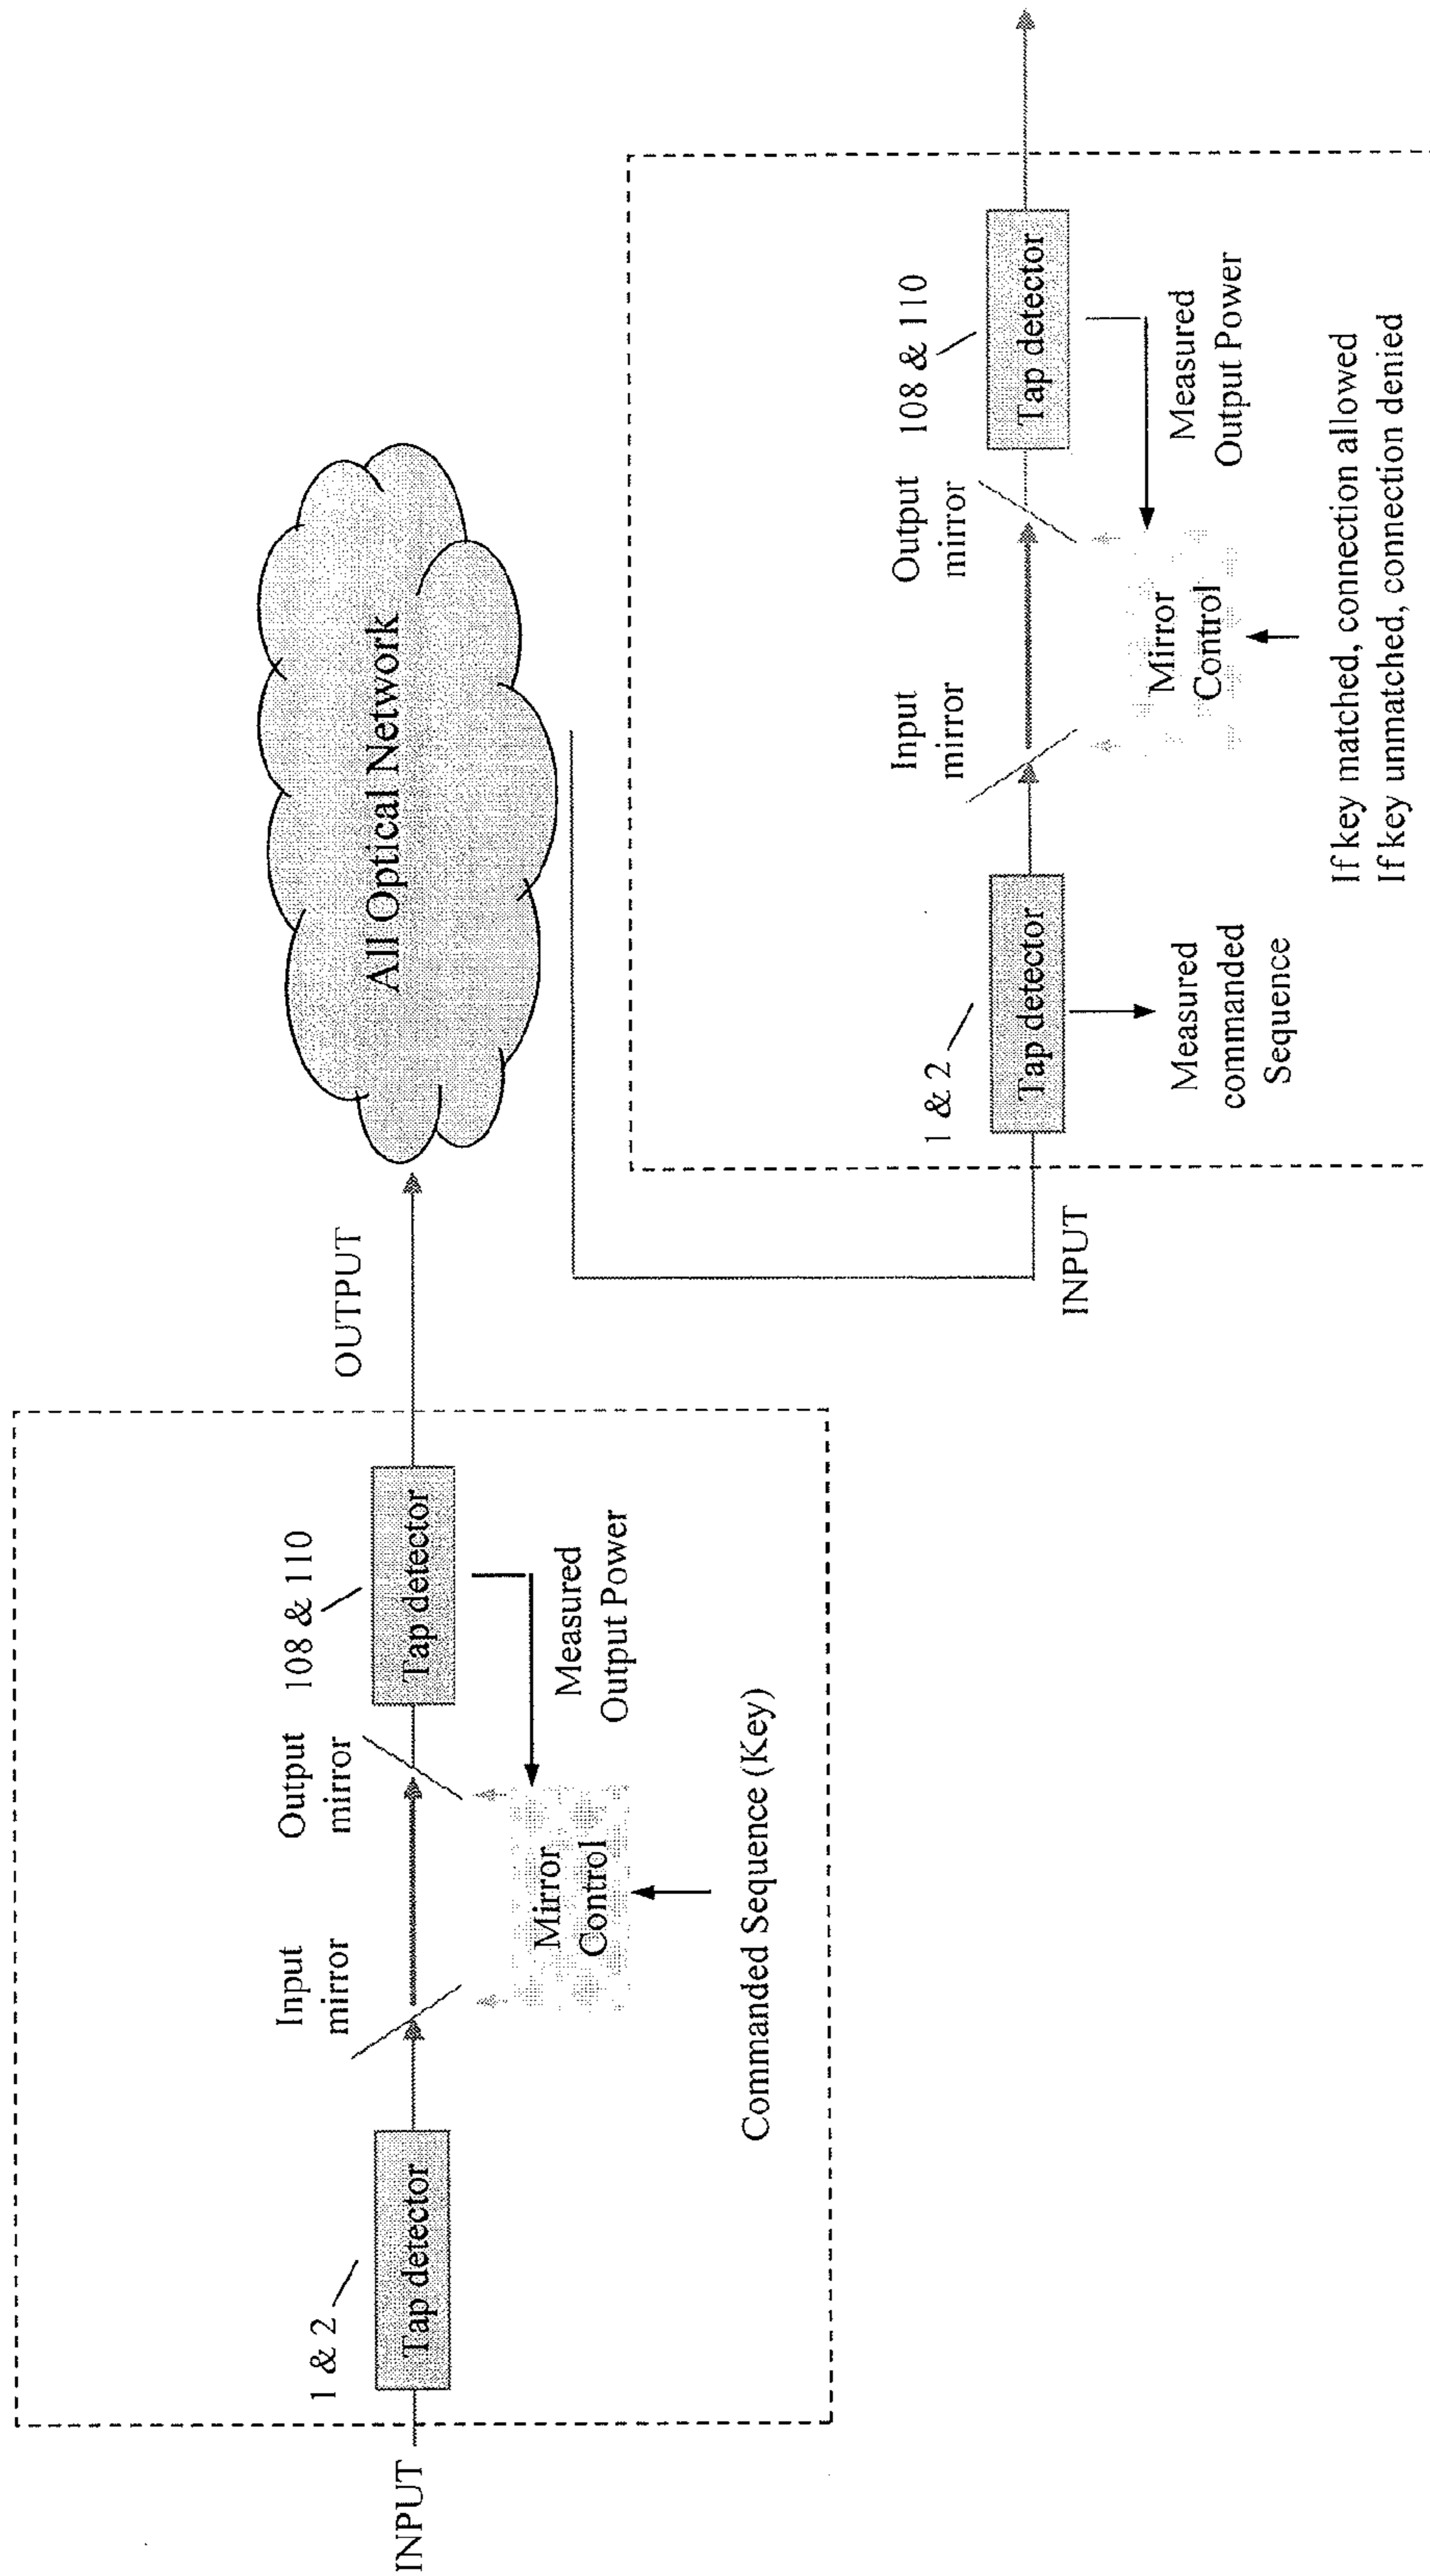 INPUT
1 & 2
Tap detector
Input
mirror
Output
mirror
108 & 110
Tap detector
Mirror
Control
Measured
Output Power
Commanded Sequence (Key)
OUTPUT
All Optical Network
INPUT
1 & 2
Tap detector
Measured
commanded
Sequence
Input
mirror
Output
mirror
108 & 110
Tap detector
Mirror
Control
Measured
Output Power
If key matched, connection allowed
If key unmatched, connection denied